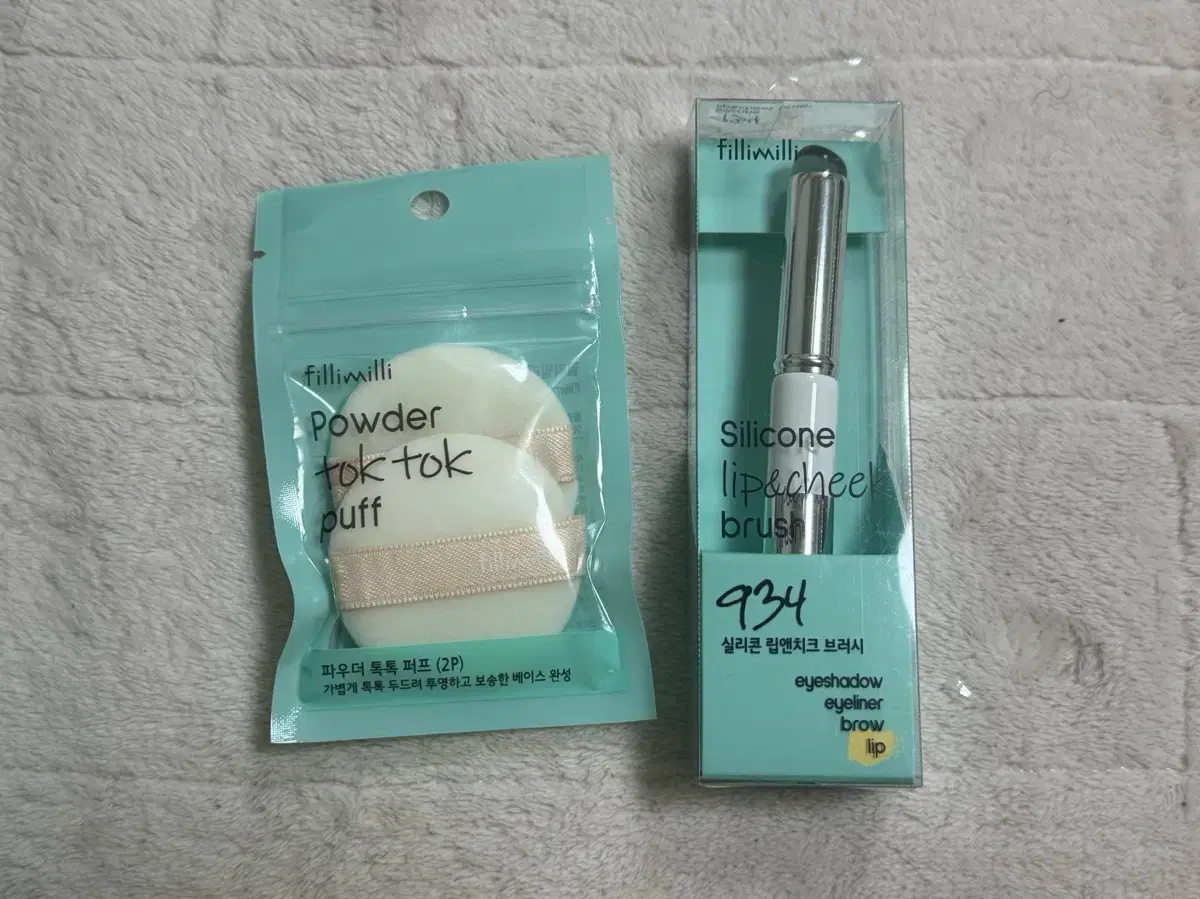 fillimilli
Powder
tok tok
puff
파우더 톡톡 퍼프 (2P)
가볍게 톡톡 두드려 투명하고 보송한 베이스 완성
fillimilli
Silicone
lip&cheek
brush
934
실리콘 립앤치크 브러시
eyeshadow
eyeliner
brow
lip